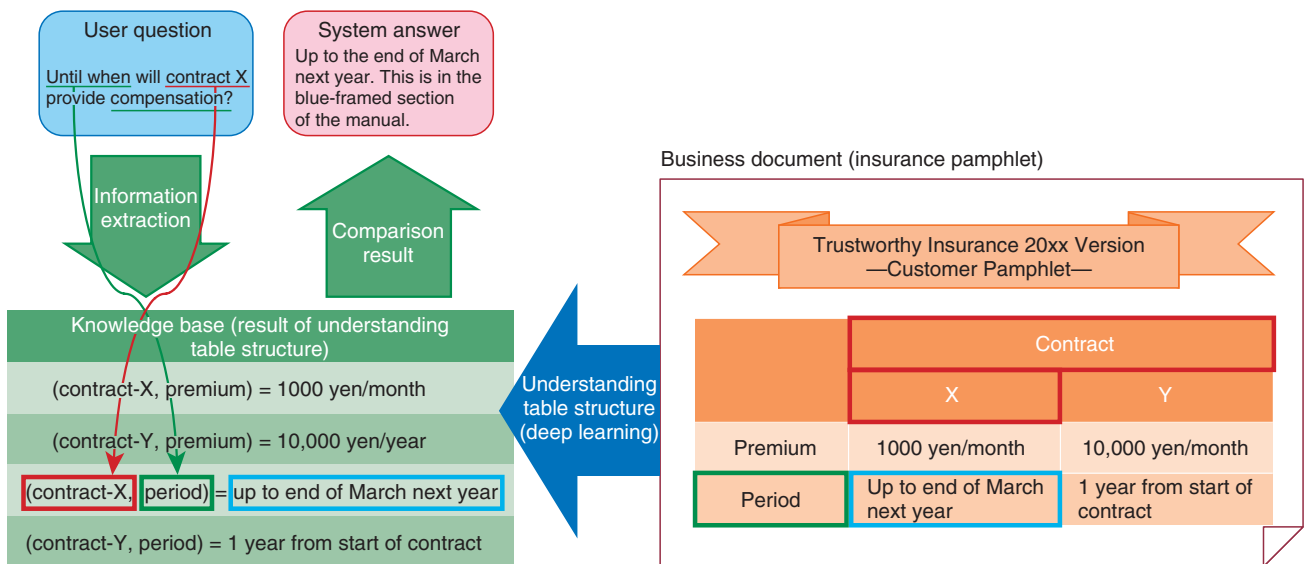 User question
Until when will contract X
provide compensation?
System answer
Up to the end of March
next year. This is in the
blue-framed section
of the manual.
Information
extraction
Comparison
result
Knowledge base (result of understanding
table structure)
(contract-X, premium) = 1000 yen/month
(contract-Y, premium) = 10,000 yen/year
(contract-X, period) = up to end of March next year
(contract-Y, period) = 1 year from start of contract
Understanding
table structure
(deep learning)
Business document (insurance pamphlet)
Trustworthy Insurance 20xx Version
—Customer Pamphlet—
Contract
X Y
Premium 1000 yen/month 10,000 yen/month
Period
Up to end of March
next year
1 year from start of
contract